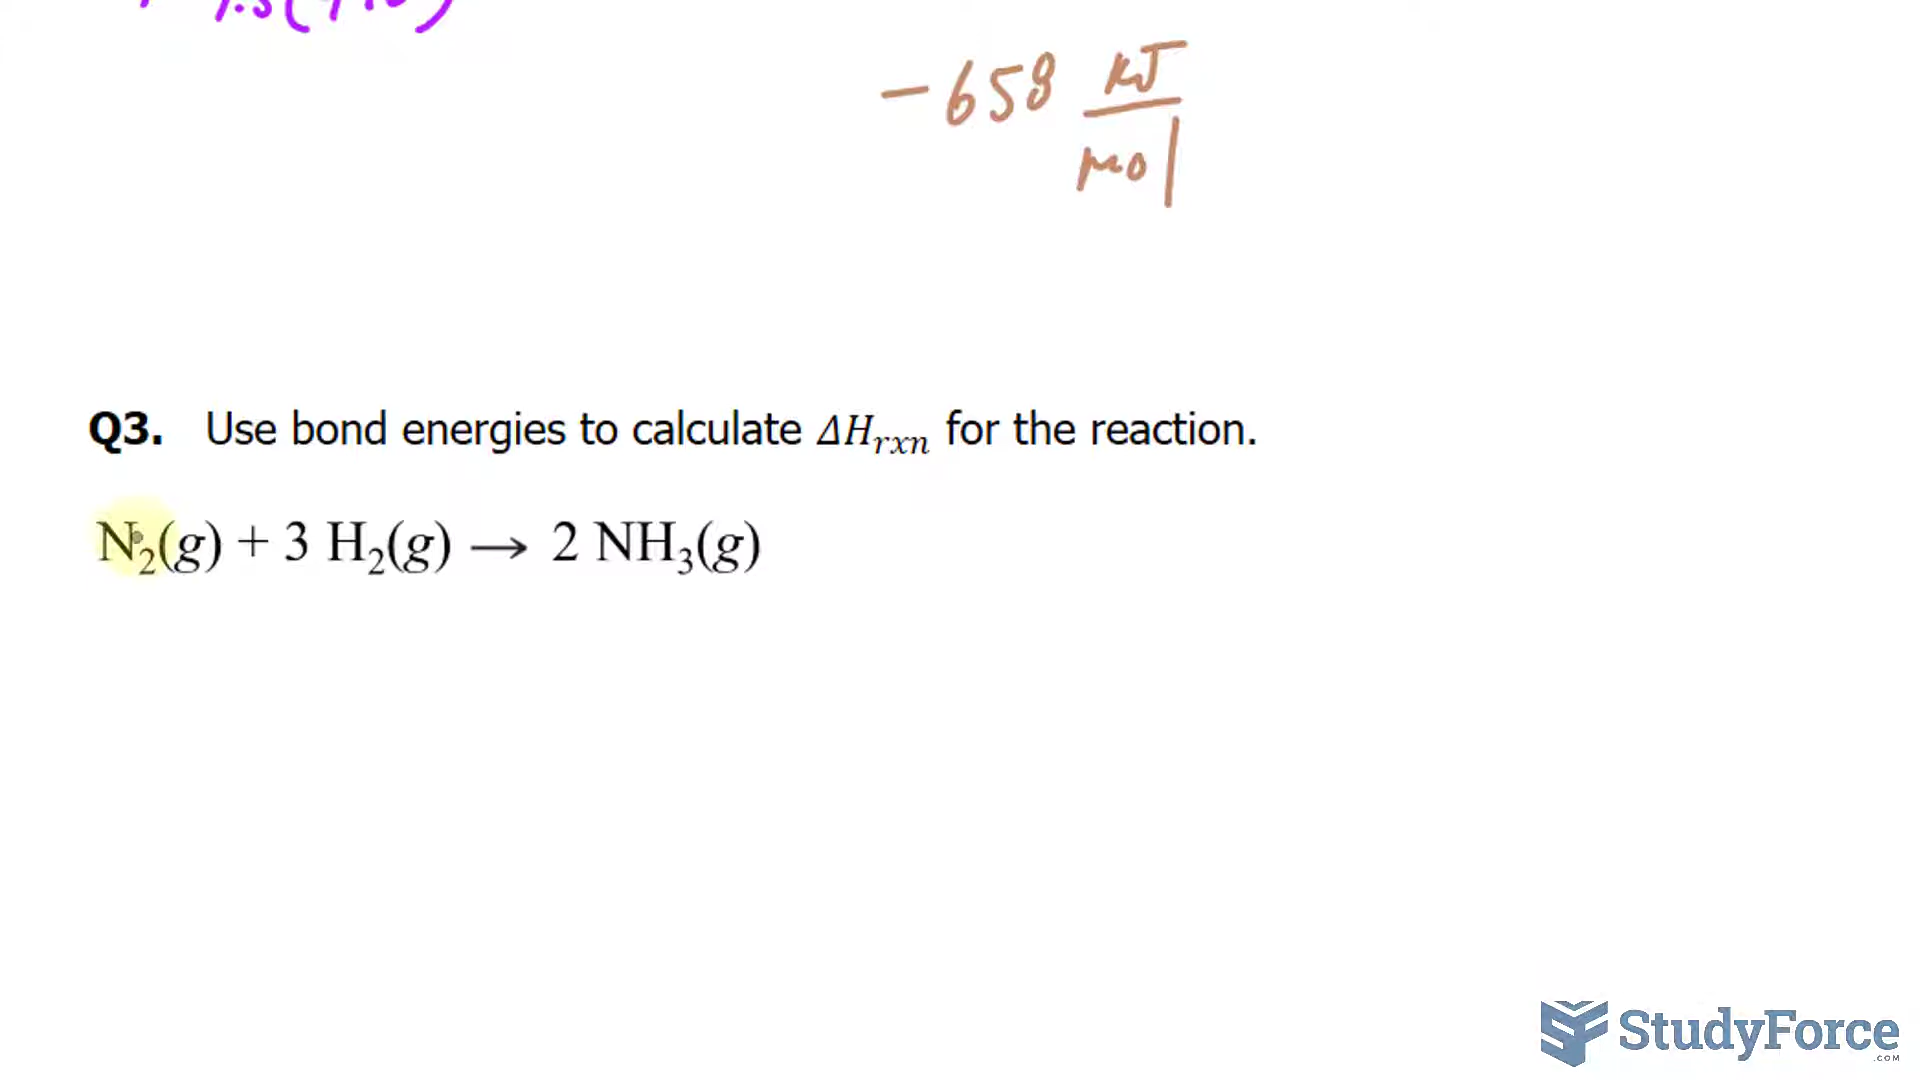 -658 kJ
mol
Q3. Use bond energies to calculate ΔHrxn for the reaction.
N2(g) + 3 H2(g) → 2 NH3(g)
StudyForce
.COM